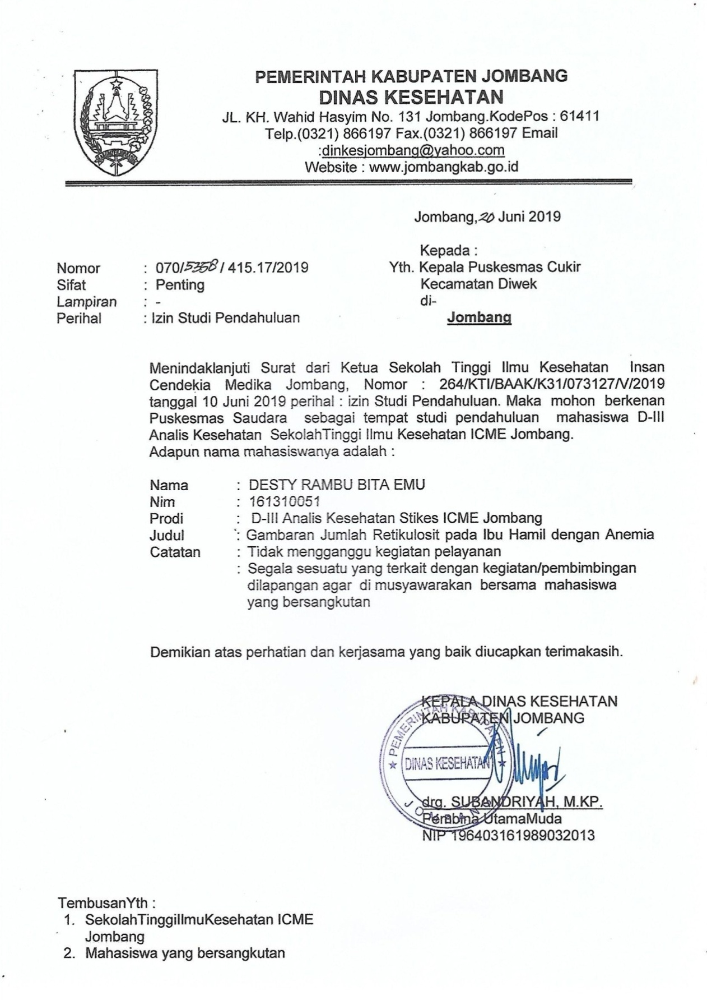 PEMERINTAH KABUPATEN JOMBANG
DINAS KESEHATAN
JL. KH. Wahid Hasyim No. 131 Jombang.KodePos : 61411
Telp.(0321) 866197 Fax.(0321) 866197 Email
:dinkesjombang@yahoo.com
Website : www.jombangkab.go.id
Jombang,20 Juni 2019
Kepada :
Nomor : 070/5358/ 415.17/2019
Yth. Kepala Puskesmas Cukir
Sifat : Penting
Kecamatan Diwek
Lampiran : -
di-
Perihal : Izin Studi Pendahuluan
Jombang
Menindaklanjuti Surat dari Ketua Sekolah Tinggi Ilmu Kesehatan Insan
Cendekia Medika Jombang, Nomor : 264/KTI/BAAK/K31/073127/V/2019
tanggal 10 Juni 2019 perihal : izin Studi Pendahuluan. Maka mohon berkenan
Puskesmas Saudara sebagai tempat studi pendahuluan mahasiswa D-III
Analis Kesehatan SekolahTinggi Ilmu Kesehatan ICME Jombang.
Adapun nama mahasiswanya adalah :
Nama : DESTY RAMBU BITA EMU
Nim : 161310051
Prodi : D-III Analis Kesehatan Stikes ICME Jombang
Judul : Gambaran Jumlah Retikulosit pada Ibu Hamil dengan Anemia
Catatan : Tidak mengganggu kegiatan pelayanan
: Segala sesuatu yang terkait dengan kegiatan/pembimbingan
dilapangan agar di musyawarakan bersama mahasiswa
yang bersangkutan
Demikian atas perhatian dan kerjasama yang baik diucapkan terimakasih.
KEPALA DINAS KESEHATAN
KABUPATEN JOMBANG
PEMERINTAH KABUPATEN
DINAS KESEHATAN
JOMBANG
drg. SUBANDRIYAH, M.KP.
Pembina UtamaMuda
NIP 196403161989032013
TembusanYth :
1. SekolahTinggiIlmuKesehatan ICME
Jombang
2. Mahasiswa yang bersangkutan